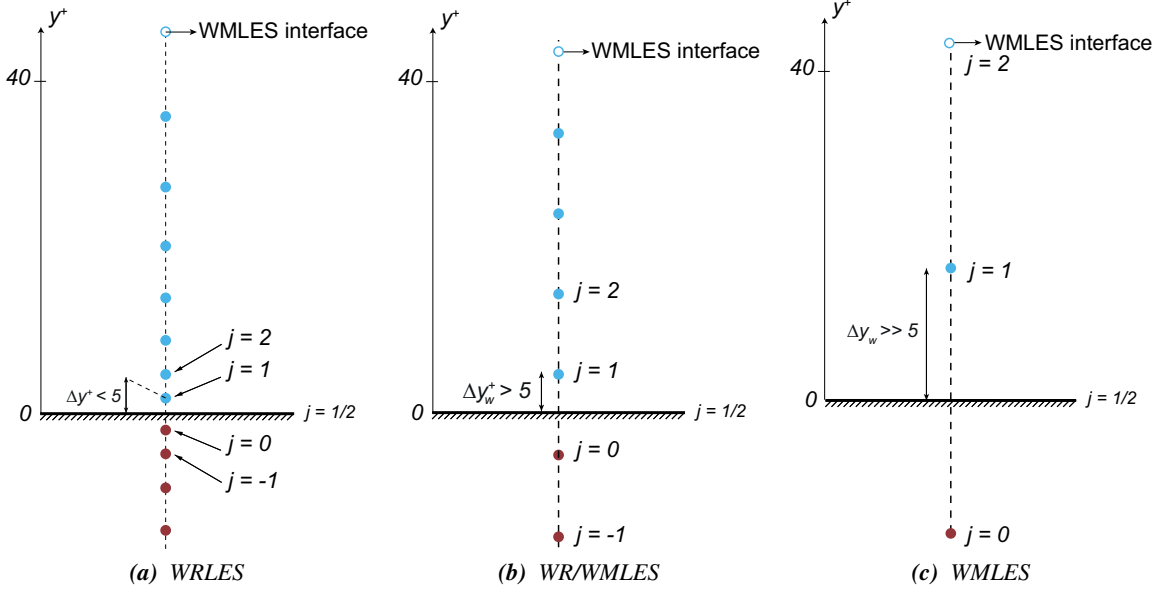 y⁺
WMLES interface
40
j = 2
j = 1
Δy⁺ < 5
0
j = 1/2
j = 0
j = -1
(a) WRLES
y⁺
WMLES interface
40
j = 2
j = 1
Δy⁺w > 5
0
j = 1/2
j = 0
j = -1
(b) WR/WMLES
y⁺
WMLES interface
j = 2
40
j = 1
Δyw >> 5
0
j = 1/2
j = 0
(c) WMLES